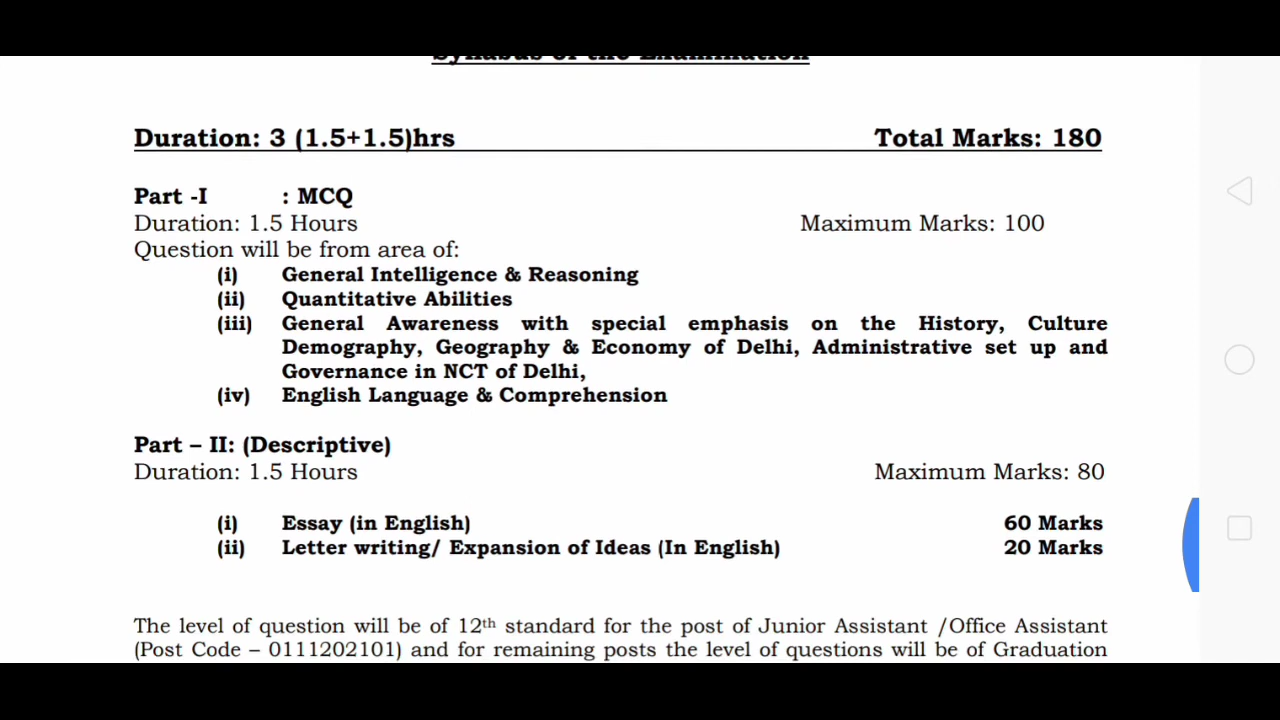 Syllabus of the Examination
Duration: 3 (1.5+1.5)hrs Total Marks: 180
Part -I : MCQ
Duration: 1.5 Hours Maximum Marks: 100
Question will be from area of:
(i) General Intelligence & Reasoning
(ii) Quantitative Abilities
(iii) General Awareness with special emphasis on the History, Culture
Demography, Geography & Economy of Delhi, Administrative set up and
Governance in NCT of Delhi,
(iv) English Language & Comprehension
Part – II: (Descriptive)
Duration: 1.5 Hours Maximum Marks: 80
(i) Essay (in English) 60 Marks
(ii) Letter writing/ Expansion of Ideas (In English) 20 Marks
The level of question will be of 12th standard for the post of Junior Assistant /Office Assistant
(Post Code – 0111202101) and for remaining posts the level of questions will be of Graduation